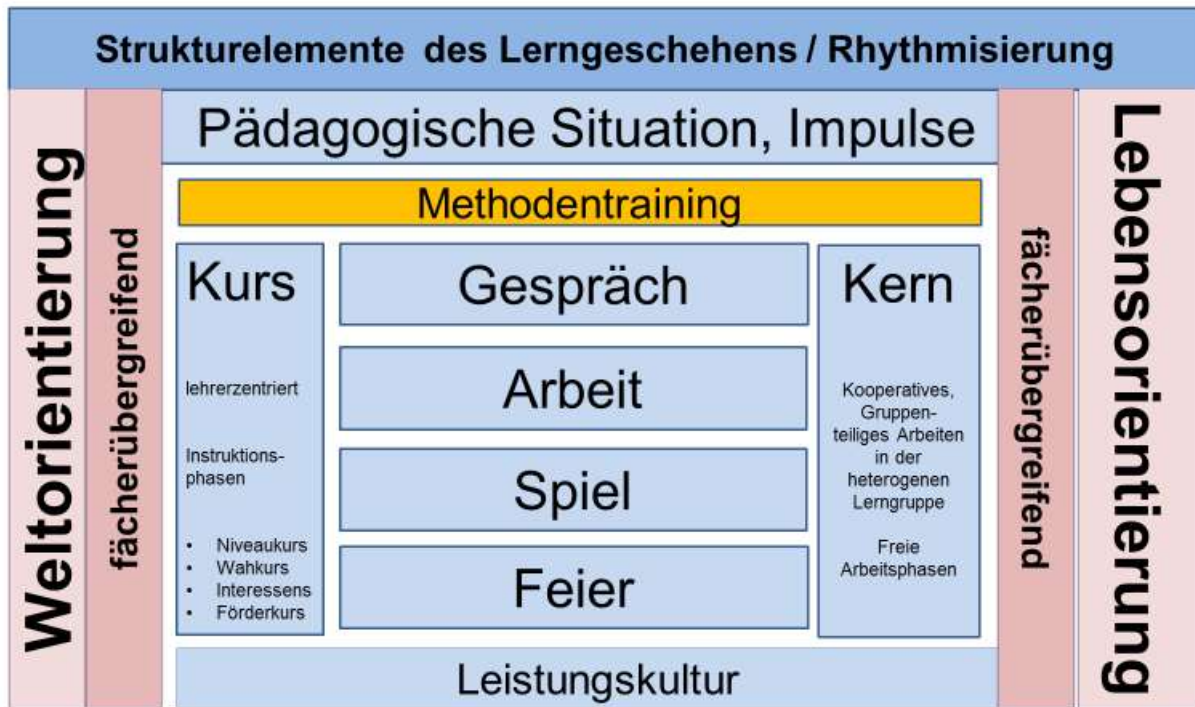 Strukturelemente des Lerngeschehens / Rhythmisierung
Weltorientierung
fächerübergreifend
Pädagogische Situation, Impulse
Methodentraining
Kurs
lehrerzentriert
Instruktions-
phasen
• Niveaukurs
• Wahkurs
• Interessens
• Förderkurs
Gespräch
Arbeit
Spiel
Feier
Kern
Kooperatives,
Gruppen-
teiliges Arbeiten
in der
heterogenen
Lerngruppe
Freie
Arbeitsphasen
Leistungskultur
fächerübergreifend
Lebensorientierung